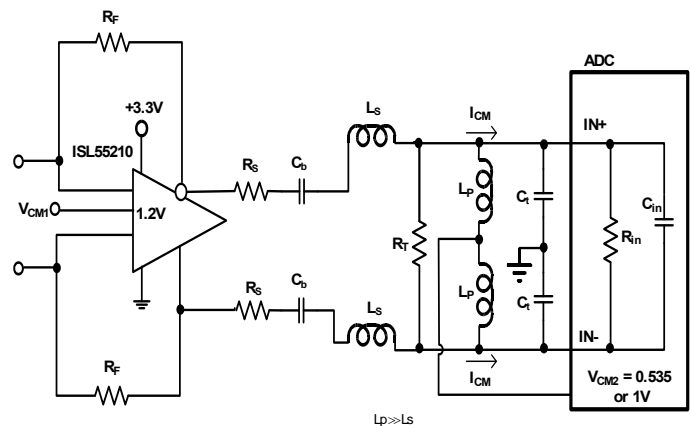 RF
ADC
+3.3V
LS
ICM
IN+
ISL55210
RS
Cb
LP
Ct
Cin
VCM1
1.2V
RT
Rin
RS
Cb
LP
Ct
LS
IN-
RF
ICM
VCM2 = 0.535
or 1V
Lp>>Ls